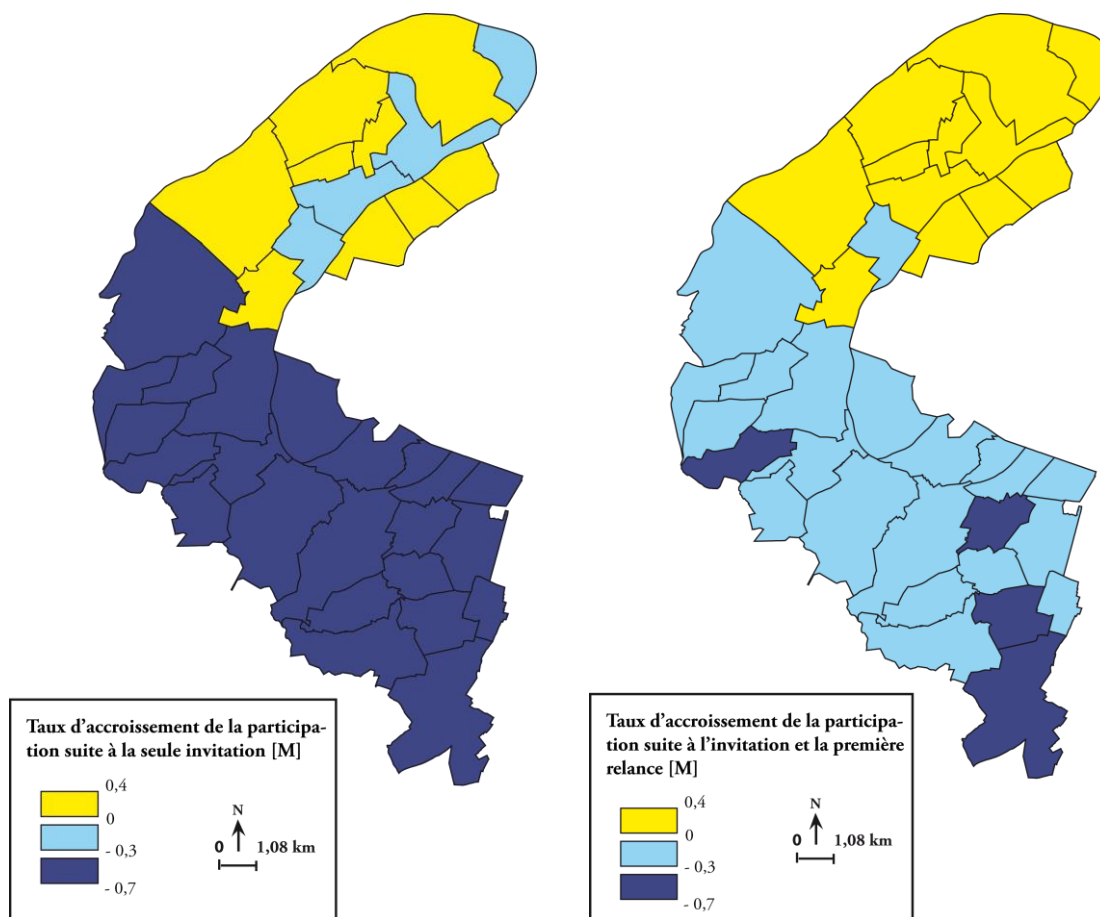 Taux d'accroissement de la participa-
tion suite à la seule invitation [M]
0,4
0
- 0,3
- 0,7
N
0 1,08 km
Taux d'accroissement de la participa-
tion suite à l'invitation et la première
relance [M]
0,4
0
- 0,3
- 0,7
N
0 1,08 km